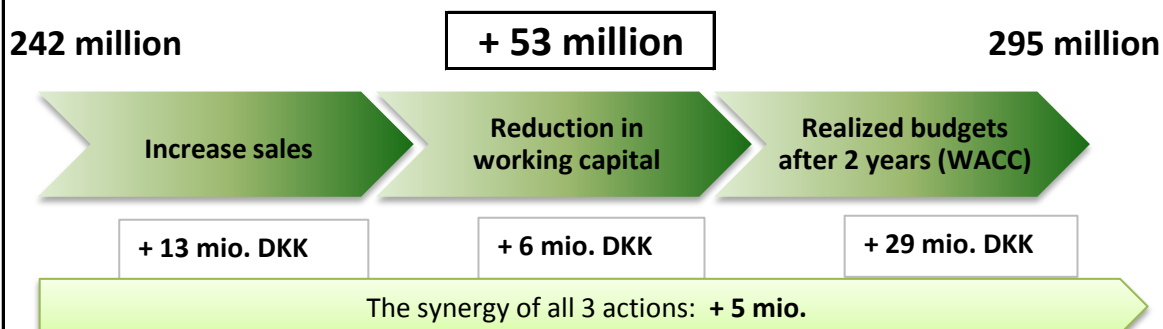 242 million
+ 53 million
295 million
Increase sales
Reduction in
working capital
Realized budgets
after 2 years (WACC)
+ 13 mio. DKK
+ 6 mio. DKK
+ 29 mio. DKK
The synergy of all 3 actions: + 5 mio.